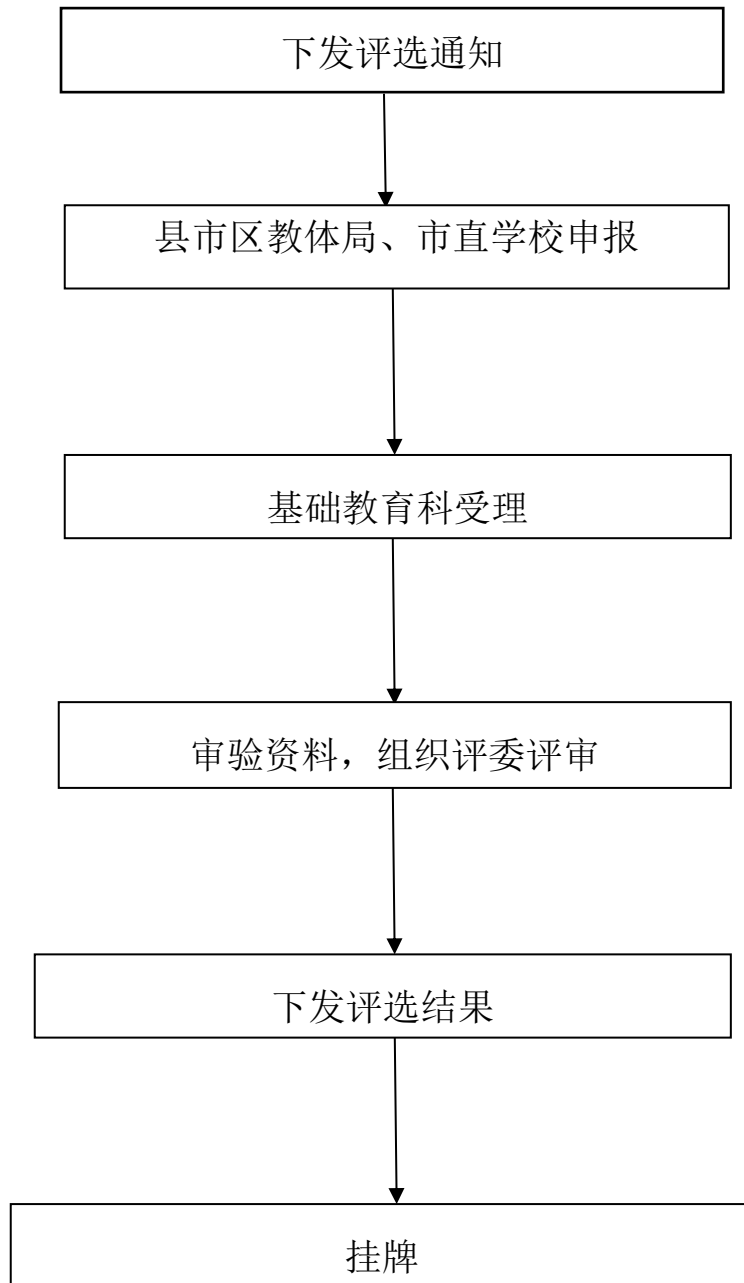 下发评选通知
县市区教体局、市直学校申报
基础教育科受理
审验资料，组织评委评审
下发评选结果
挂牌